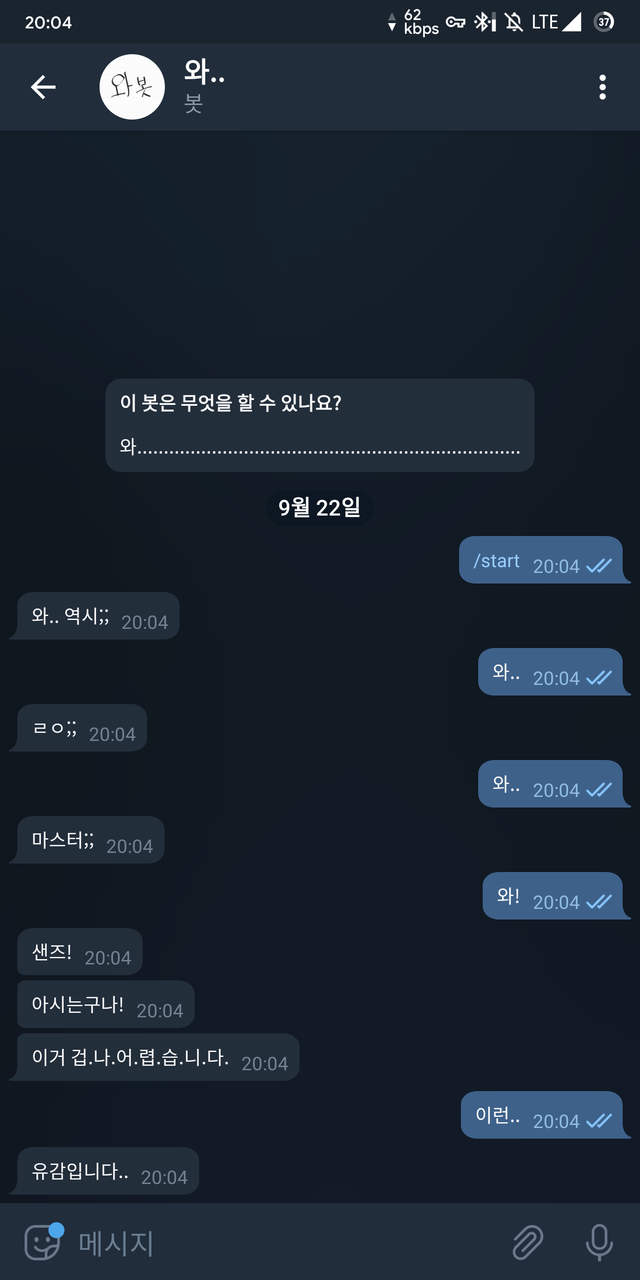 20:04
62
kbps
LTE
37
와봇
와..
봇
이 봇은 무엇을 할 수 있나요?
와........................................................................
9월 22일
/start 20:04
와.. 역시;; 20:04
와.. 20:04
ㄹㅇ;; 20:04
와.. 20:04
마스터;; 20:04
와! 20:04
샌즈! 20:04
아시는구나! 20:04
이거 겁.나.어.렵.습.니.다. 20:04
이런.. 20:04
유감입니다.. 20:04
메시지